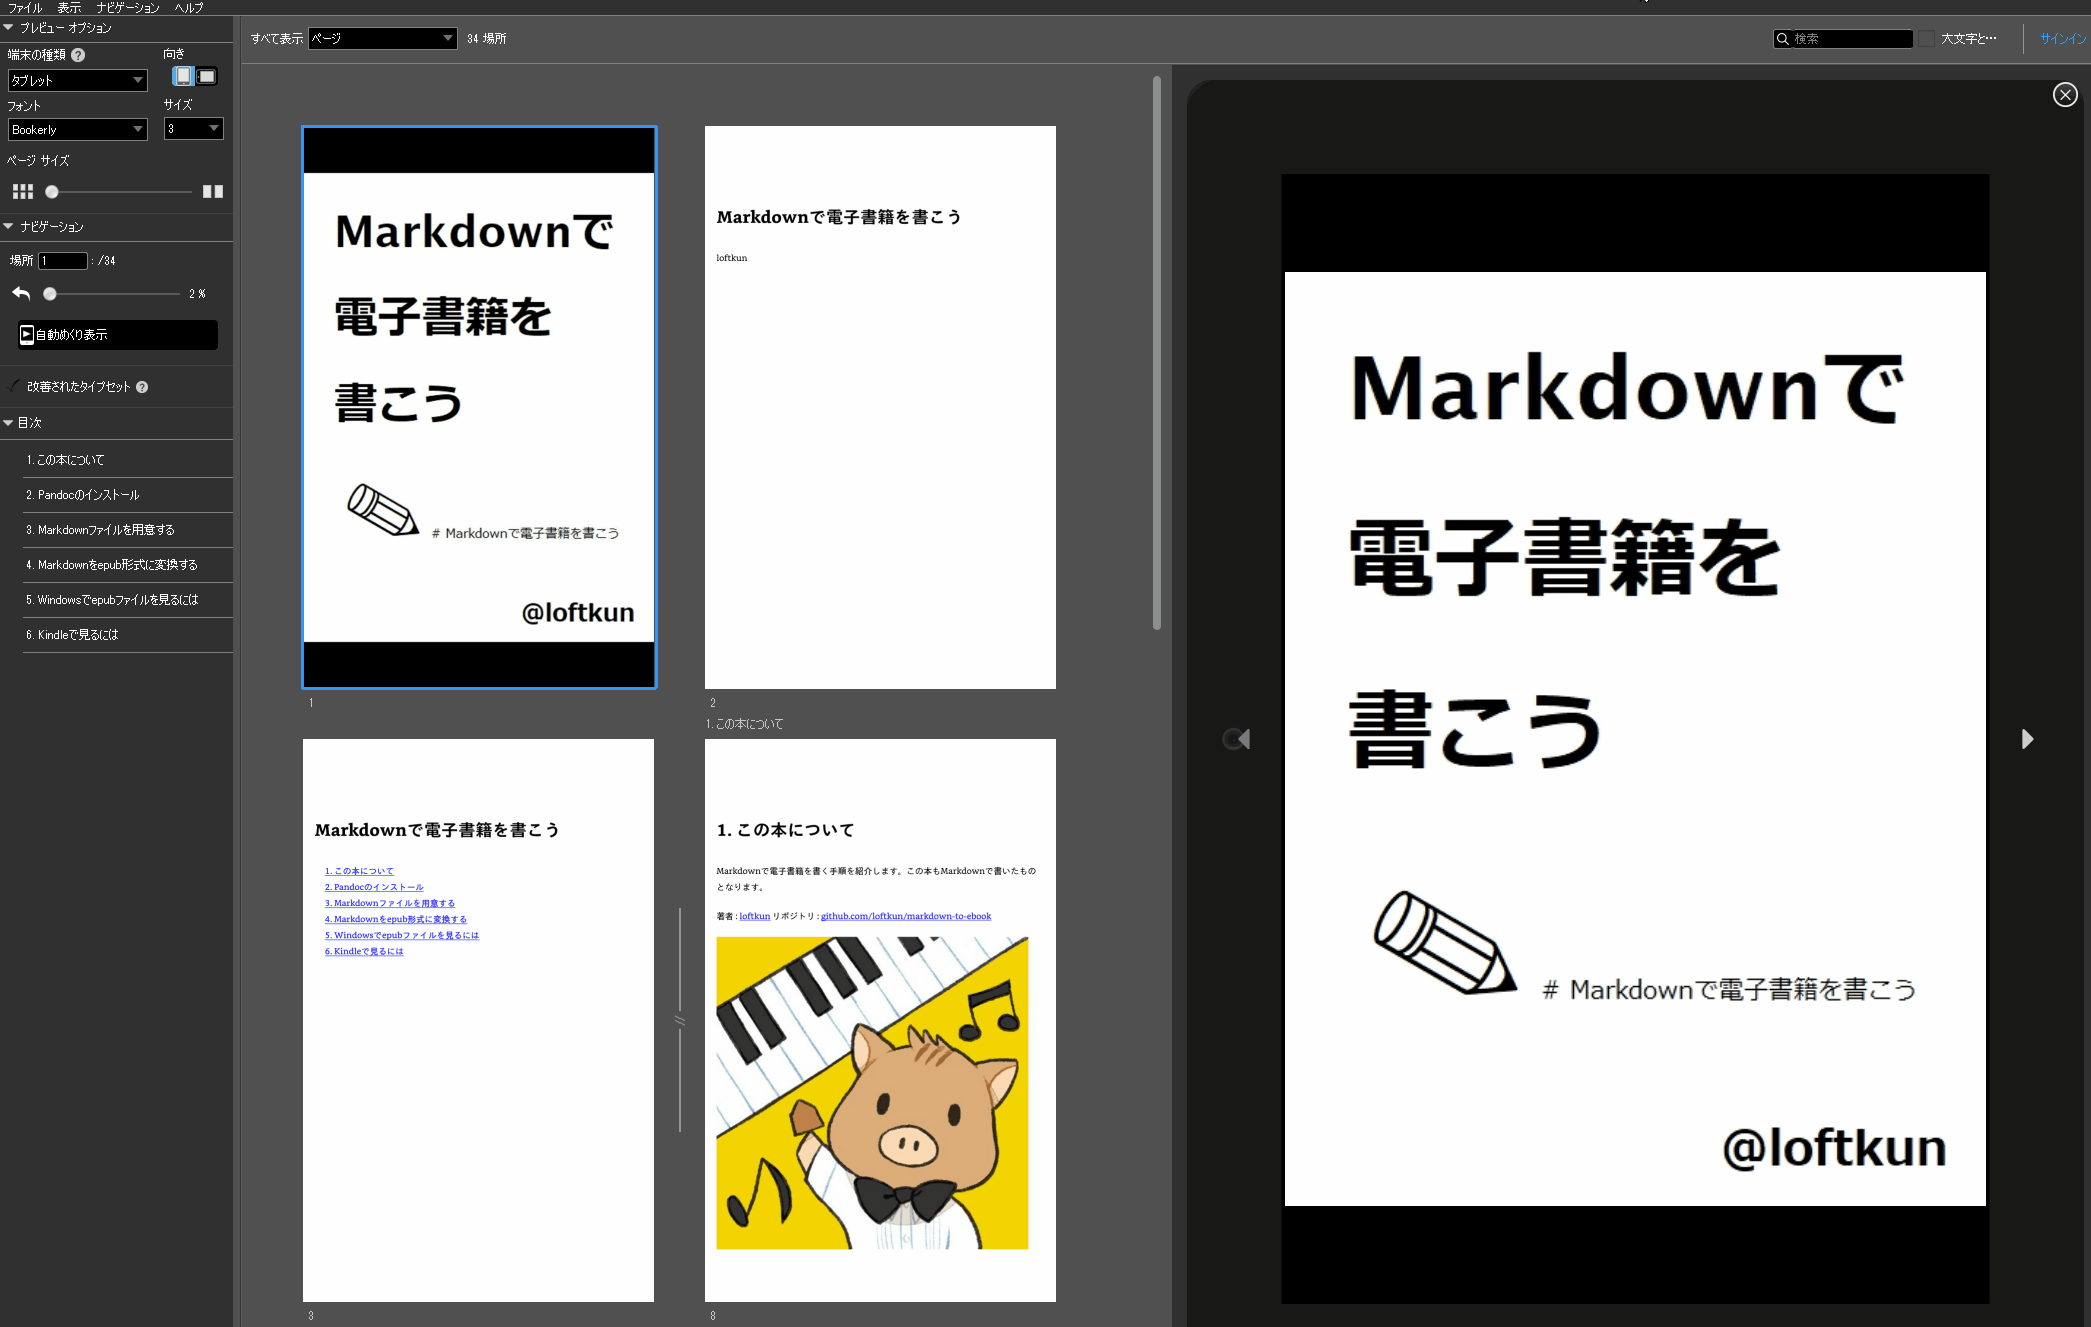 ファイル 表示 ナビゲーション ヘルプ
プレビュー オプション
端末の種類 ? 向き
タブレット
フォント サイズ
Bookerly 3
ページ サイズ
ナビゲーション
場所 1 : /34
2 %
自動めくり表示
改善されたタイプセット ?
目次
1. この本について
2. Pandocのインストール
3. Markdownファイルを用意する
4. Markdownをepub形式に変換する
5. Windowsでepubファイルを見るには
6. Kindleで見るには
すべて表示 ページ 34 場所
検索 大文字と… サインイン
Markdownで
電子書籍を
書こう
# Markdownで電子書籍を書こう
@loftkun
1
Markdownで電子書籍を書こう
loftkun
2
1. この本について
Markdownで電子書籍を書こう
1. この本について
2. Pandocのインストール
3. Markdownファイルを用意する
4. Markdownをepub形式に変換する
5. Windowsでepubファイルを見るには
6. Kindleで見るには
3
1. この本について
Markdownで電子書籍を書く手順を紹介します。この本もMarkdownで書いたもの
となります。
著者 : loftkun リポジトリ : github.com/loftkun/markdown-to-ebook
8
Markdownで
電子書籍を
書こう
# Markdownで電子書籍を書こう
@loftkun